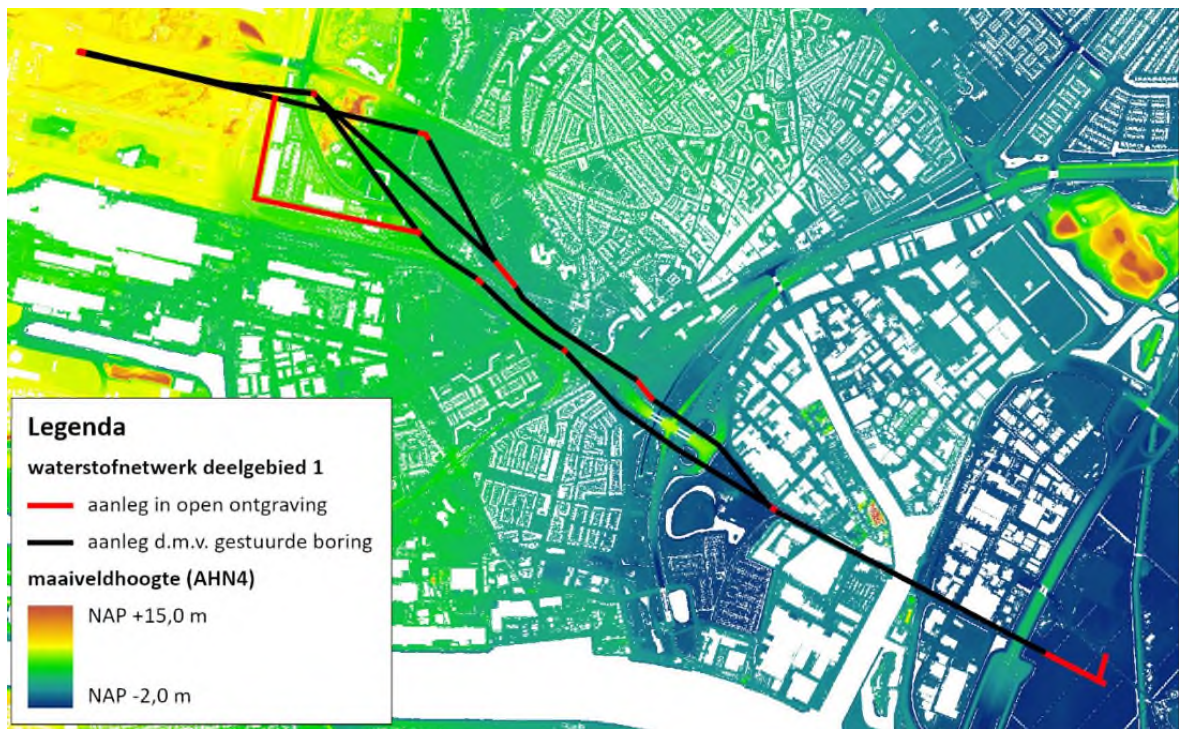 Legenda
waterstofnetwerk deelgebied 1
aanleg in open ontgraving
aanleg d.m.v. gestuurde boring
maaiveldhoogte (AHN4)
NAP +15,0 m
NAP -2,0 m